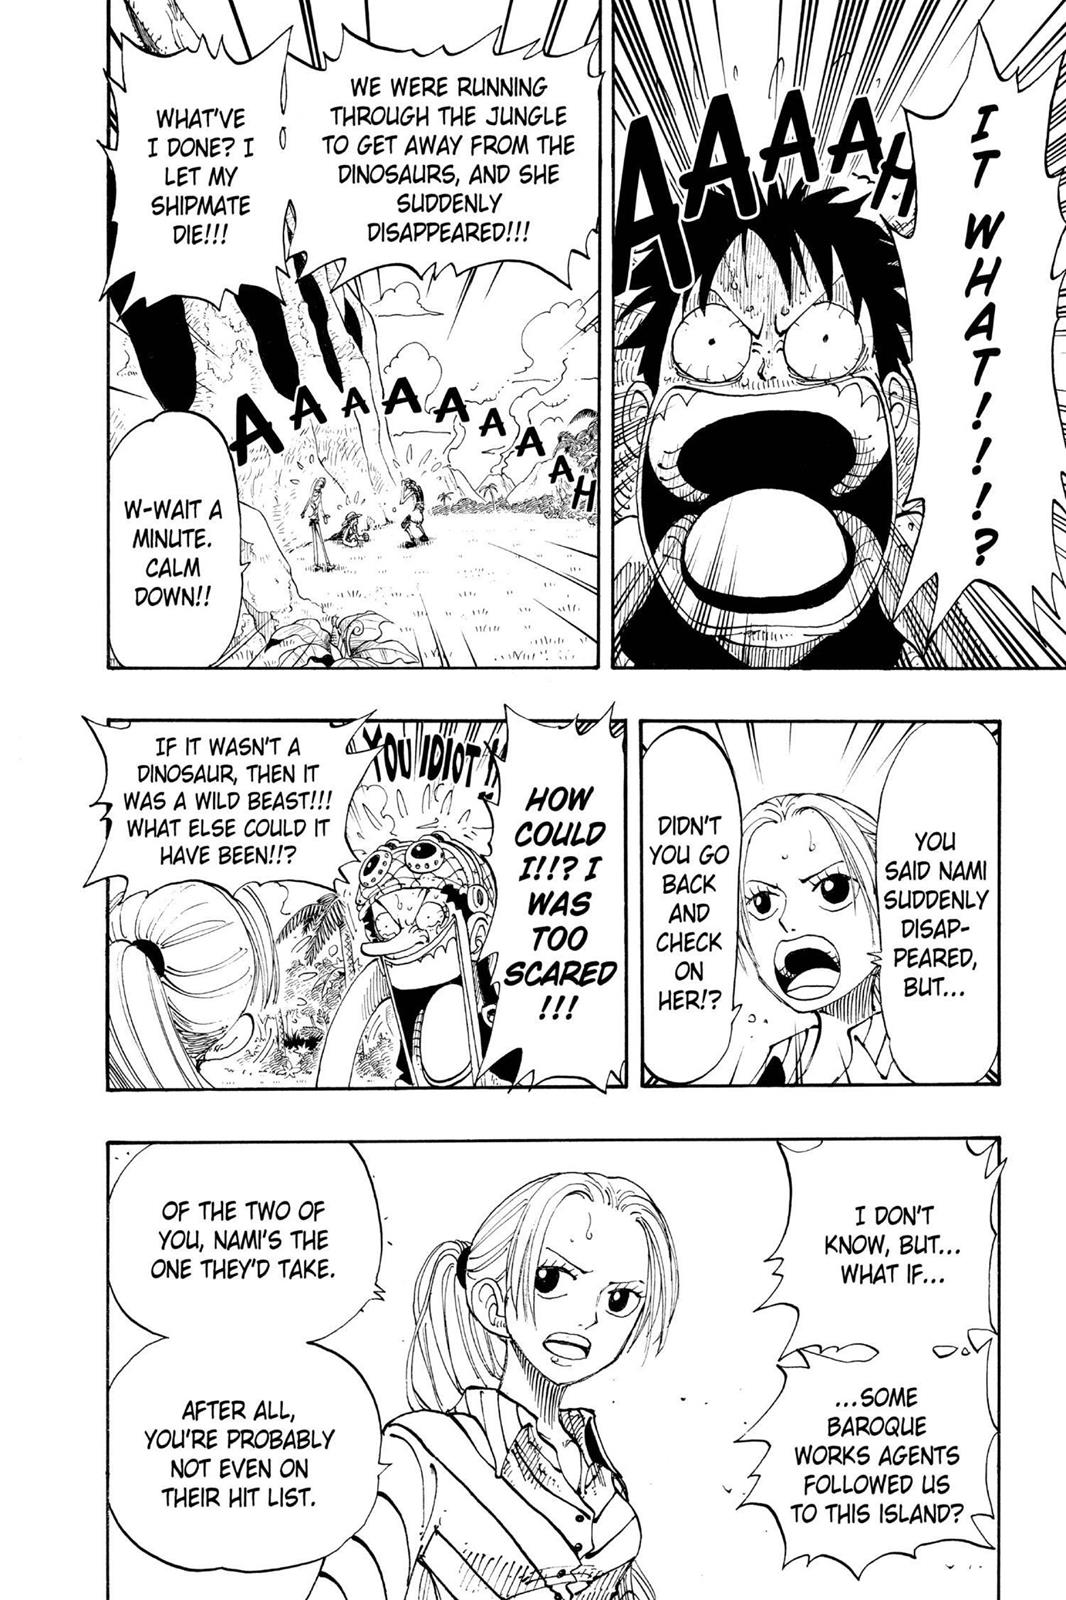 IT WHAT!!!!?
AAAAAH
WE WERE RUNNING
THROUGH THE JUNGLE
TO GET AWAY FROM THE
DINOSAURS, AND SHE
SUDDENLY
DISAPPEARED!!!
WHAT'VE
I DONE? I
LET MY
SHIPMATE
DIE!!!
AAAAAAAAH
W-WAIT A
MINUTE.
CALM
DOWN!!
YOU
SAID NAMI
SUDDENLY
DISAP-
PEARED,
BUT...
DIDN'T
YOU GO
BACK
AND
CHECK
ON
HER!?
HOW
COULD
I!!? I
WAS
TOO
SCARED
!!!
YOU IDIOT!!
IF IT WASN'T A
DINOSAUR, THEN IT
WAS A WILD BEAST!!!
WHAT ELSE COULD IT
HAVE BEEN!!?
I DON'T
KNOW, BUT...
WHAT IF...
...SOME
BAROQUE
WORKS AGENTS
FOLLOWED US
TO THIS ISLAND?
OF THE TWO OF
YOU, NAMI'S THE
ONE THEY'D TAKE.
AFTER ALL,
YOU'RE PROBABLY
NOT EVEN ON
THEIR HIT LIST.